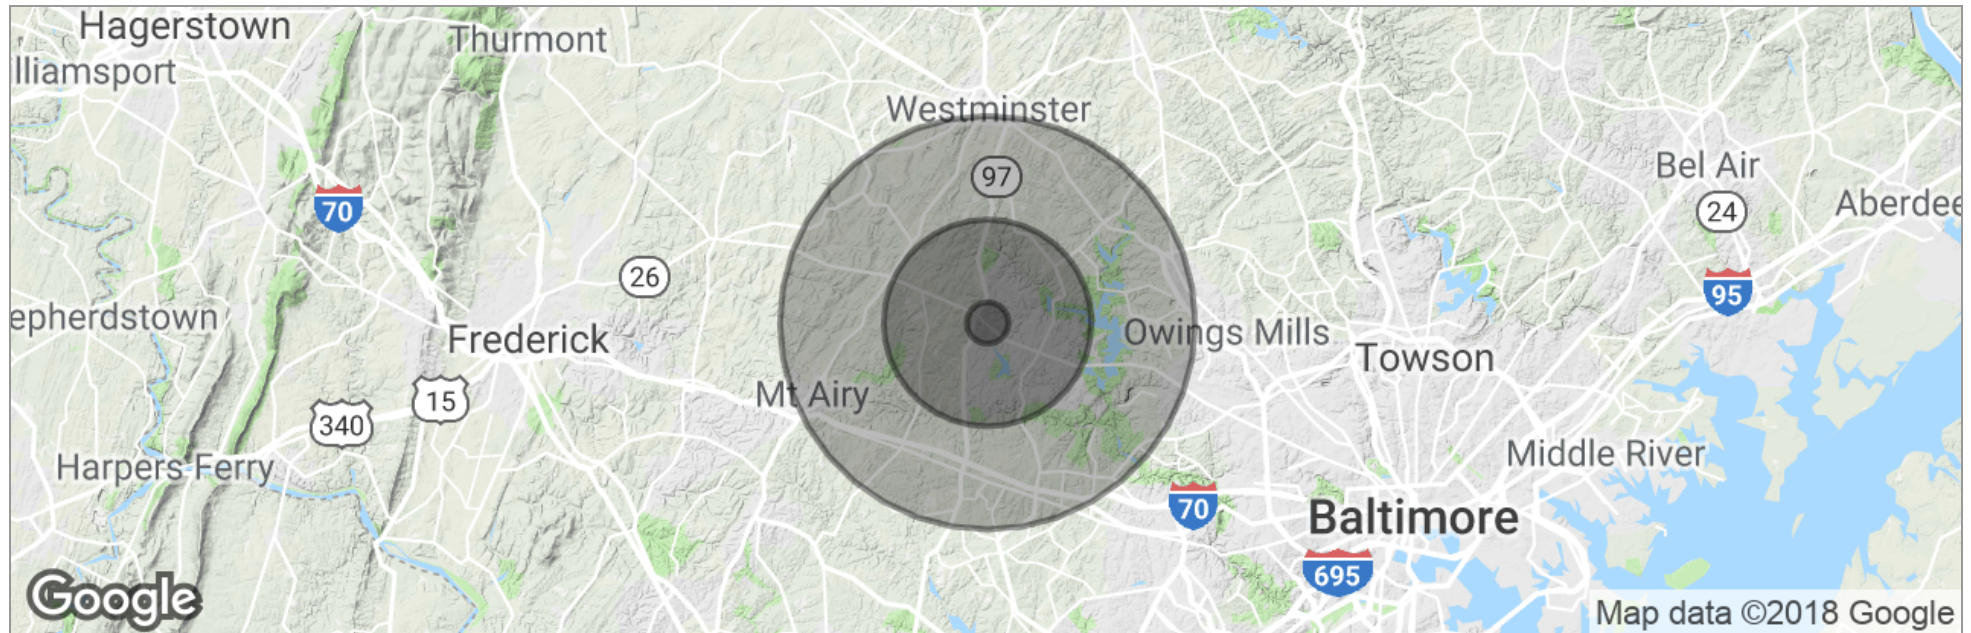 Hagerstown
Thurmont
lliamsport
Westminster
97
Bel Air
70
24
Aberdee
26
95
epherdstown
Frederick
Owings Mills
Towson
Mt Airy
15
340
Harpers Ferry
Middle River
70
Baltimore
695
Google
Map data ©2018 Google